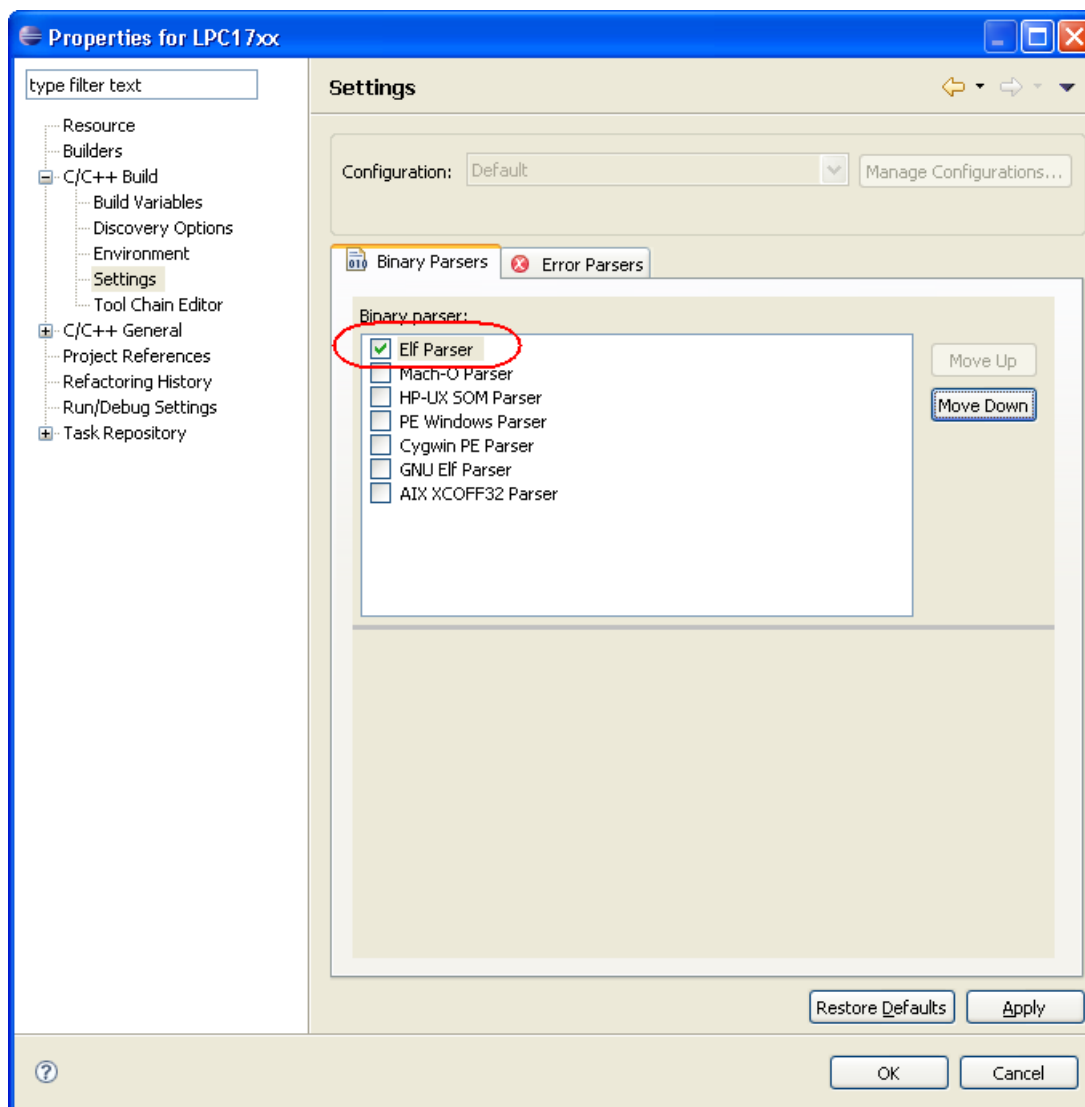 Properties for LPC17xx
type filter text
Resource
Builders
C/C++ Build
Build Variables
Discovery Options
Environment
Settings
Tool Chain Editor
C/C++ General
Project References
Refactoring History
Run/Debug Settings
Task Repository
Settings
Configuration: Default Manage Configurations...
Binary Parsers Error Parsers
Binary parser:
Elf Parser
Mach-O Parser
HP-UX SOM Parser
PE Windows Parser
Cygwin PE Parser
GNU Elf Parser
AIX XCOFF32 Parser
Move Up
Move Down
Restore Defaults Apply
OK Cancel